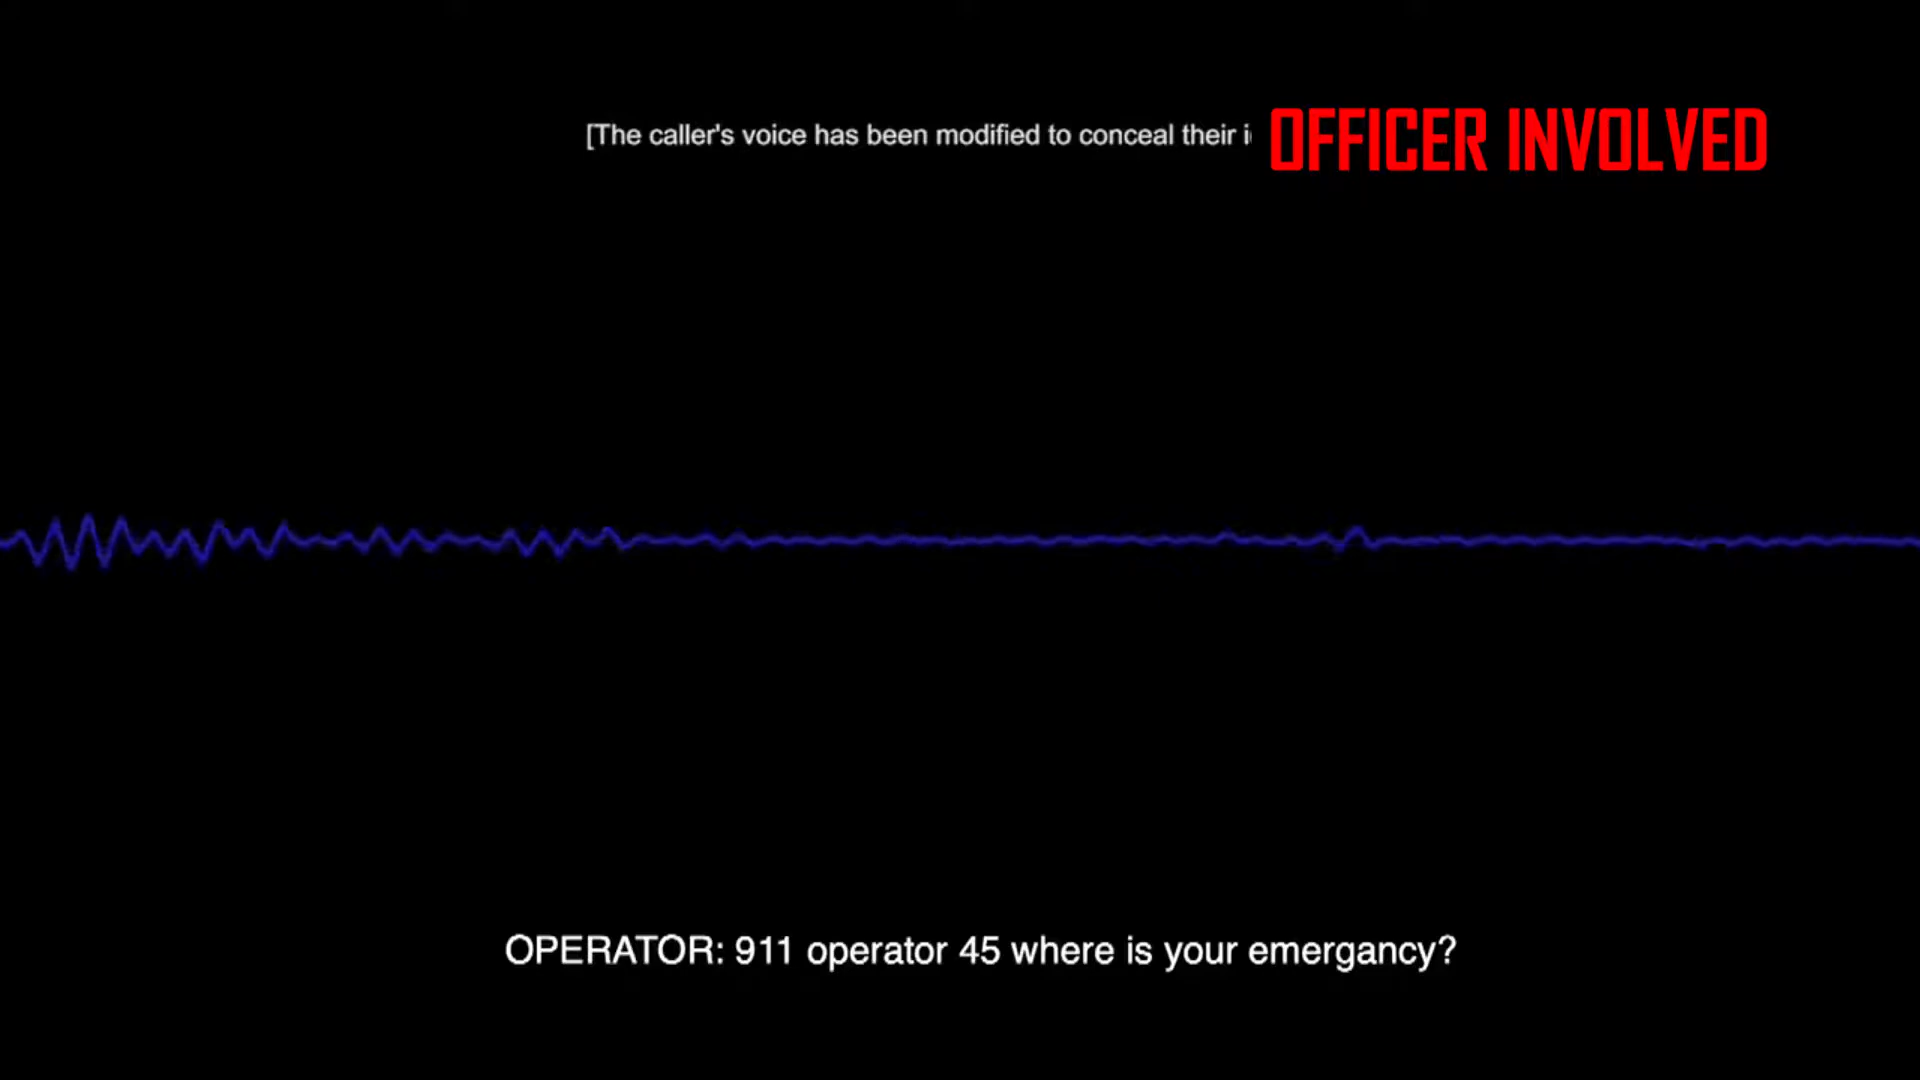 [The caller's voice has been modified to conceal their
OFFICER INVOLVED
OPERATOR: 911 operator 45 where is your emergancy?